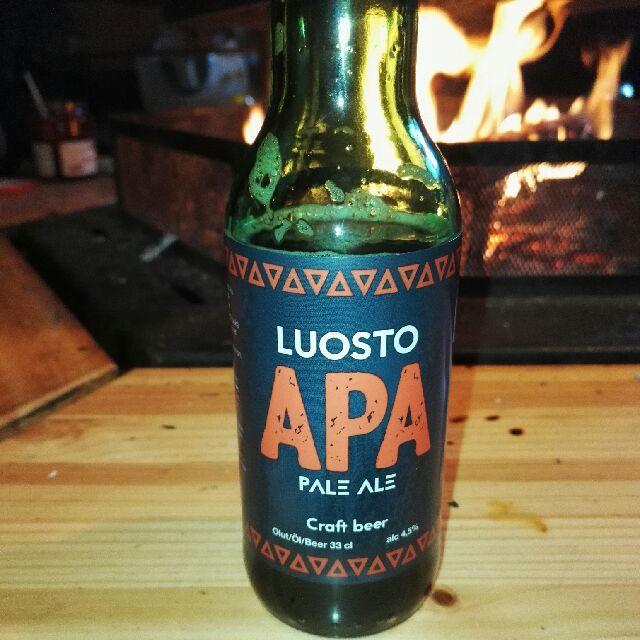 LUOSTO
APA
PALE ALE
Craft beer
Olut/Öl/Beer 33 cl alc 4,5%